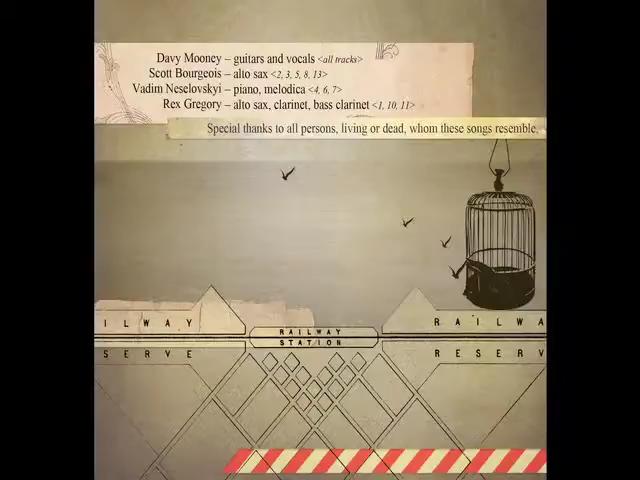 Davy Mooney – guitars and vocals <all tracks>
Scott Bourgeois – alto sax <2, 3, 5, 8, 13>
Vadim Neselovskyi – piano, melodica <4, 6, 7>
Rex Gregory – alto sax, clarinet, bass clarinet <1, 10, 11>
Special thanks to all persons, living or dead, whom these songs resemble.
ILWAY
RAILWAY
STATION
RAILWA
SERVE
RESERV